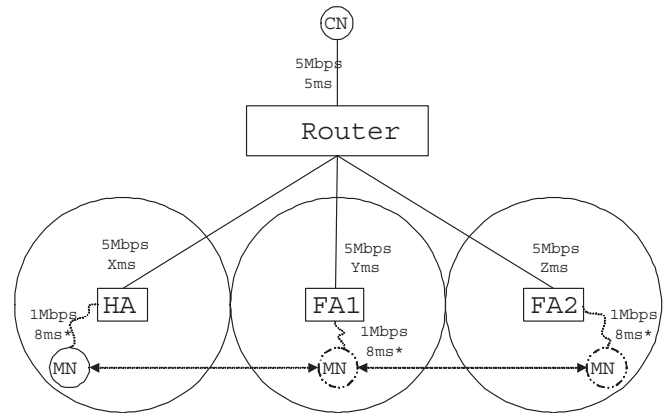 CN
5Mbps
5ms
Router
5Mbps
Xms
5Mbps
Yms
5Mbps
Zms
HA
FA1
FA2
1Mbps
8ms*
1Mbps
8ms*
1Mbps
8ms*
MN
MN
MN